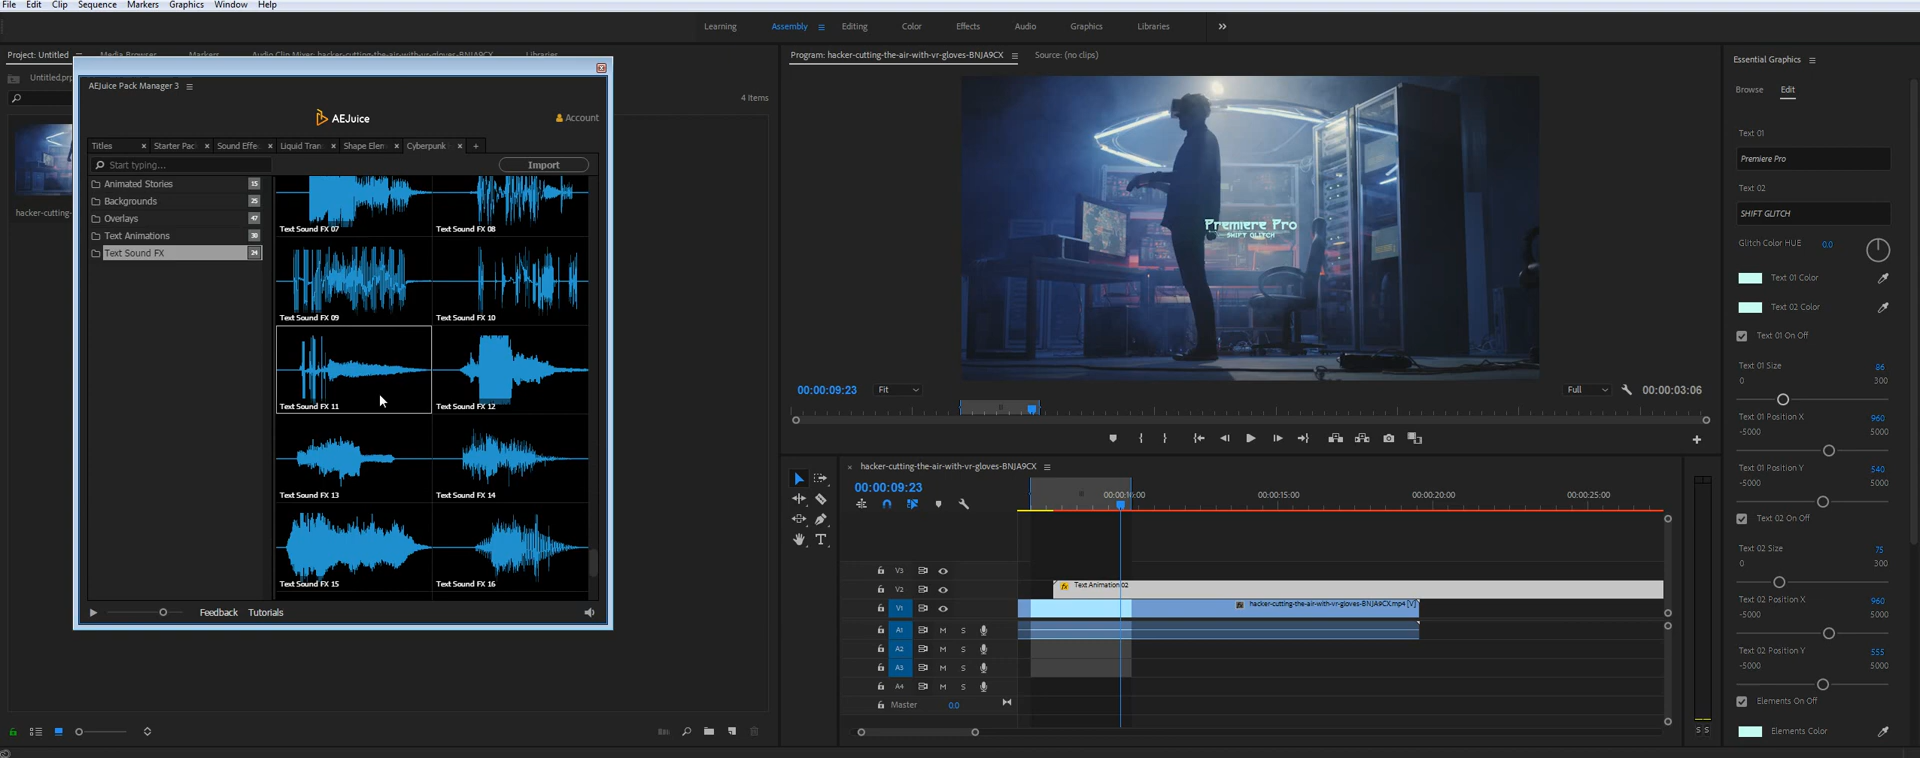 File Edit Clip Sequence Markers Graphics Window Help
Learning Assembly Editing Color Effects Audio Graphics Libraries
Project: Untitled Media Browser Markers Audio Clip Mixer: hacker-cutting-the-air-with-vr-gloves-BNJA9CX Libraries
Untitled.prp
4 Items
hacker-cutting-
AEJuice Pack Manager 3
AEJuice
Account
Titles Starter Pac Sound Effe Liquid Tran Shape Elem Cyberpunk
Start typing...
Import
Animated Stories 15
Backgrounds 25
Overlays 47
Text Animations 30
Text Sound FX 24
Text Sound FX 07 Text Sound FX 08
Text Sound FX 09 Text Sound FX 10
Text Sound FX 11 Text Sound FX 12
Text Sound FX 13 Text Sound FX 14
Text Sound FX 15 Text Sound FX 16
Feedback Tutorials
Program: hacker-cutting-the-air-with-vr-gloves-BNJA9CX Source: (no clips)
Premiere Pro
SHIFT GLITCH
00:00:09:23 Fit Full 00:00:03:06
hacker-cutting-the-air-with-vr-gloves-BNJA9CX
00:00:09:23
00:00:10:00 00:00:15:00 00:00:20:00 00:00:25:00
V3
V2 Text Animation 02
V1 hacker-cutting-the-air-with-vr-gloves-BNJA9CX.mp4 [V]
A1 M S
A2 M S
A3 M S
A4 M S
Master 0.0
S S
Essential Graphics
Browse Edit
Text 01
Premiere Pro
Text 02
SHIFT GLITCH
Glitch Color HUE 0.0
Text 01 Color
Text 02 Color
Text 01 On Off
Text 01 Size 86
0 300
Text 01 Position X 960
-5000 5000
Text 01 Position Y 540
-5000 5000
Text 02 On Off
Text 02 Size 75
0 300
Text 02 Position X 960
-5000 5000
Text 02 Position Y 555
-5000 5000
Elements On Off
Elements Color